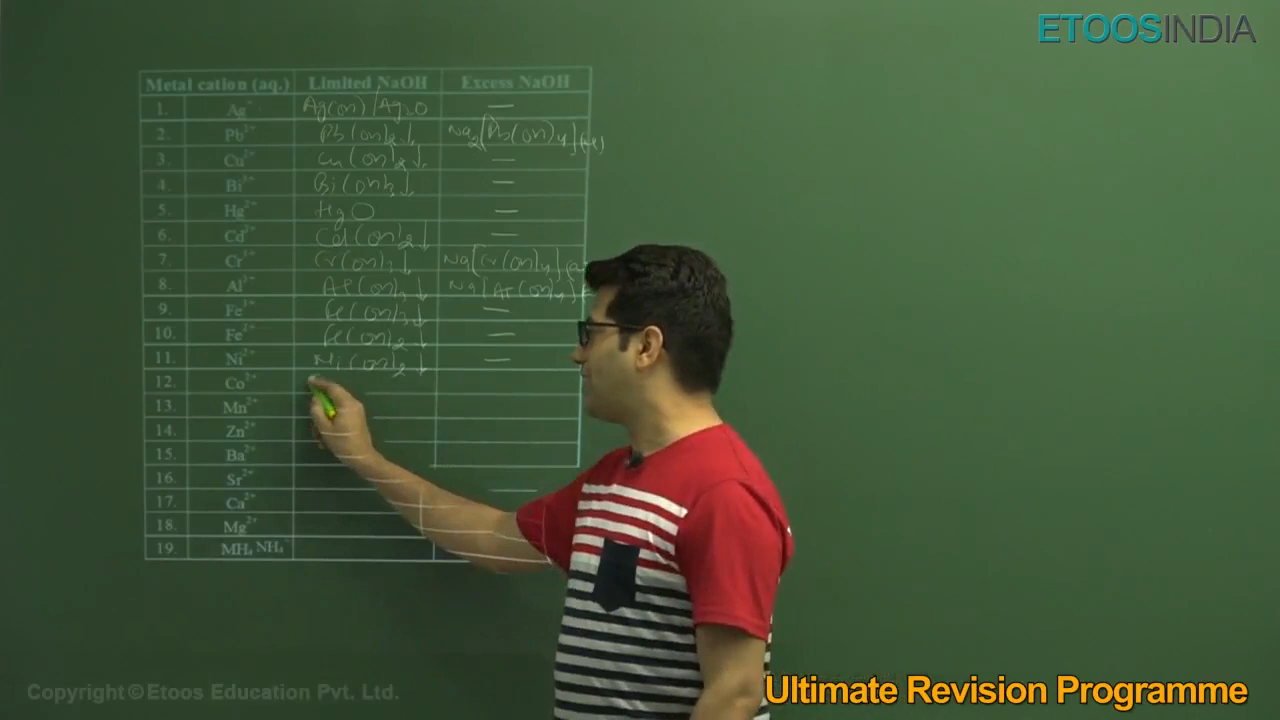 ETOOSINDIA
Metal cation (aq.) Limited NaOH Excess NaOH
1. Ag⁺ Ag(OH) / Ag₂O —
2. Pb²⁺ Pb(OH)₂↓ Na₂[Pb(OH)₄](aq)
3. Cu²⁺ Cu(OH)₂↓ —
4. Bi³⁺ Bi(OH)₃↓ —
5. Hg²⁺ HgO —
6. Cd²⁺ Cd(OH)₂↓ —
7. Cr³⁺ Cr(OH)₃↓ Na[Cr(OH)₄]
8. Al³⁺ Al(OH)₃↓ Na[Al(OH)₄]
9. Fe³⁺ Fe(OH)₃↓ —
10. Fe²⁺ Fe(OH)₂↓ —
11. Ni²⁺ Ni(OH)₂↓ —
12. Co²⁺
13. Mn²⁺
14. Zn²⁺
15. Ba²⁺
16. Sr²⁺ —
17. Ca²⁺
18. Mg²⁺
19. MH₄ NH₄⁺
Ultimate Revision Programme
Copyright © Etoos Education Pvt. Ltd.